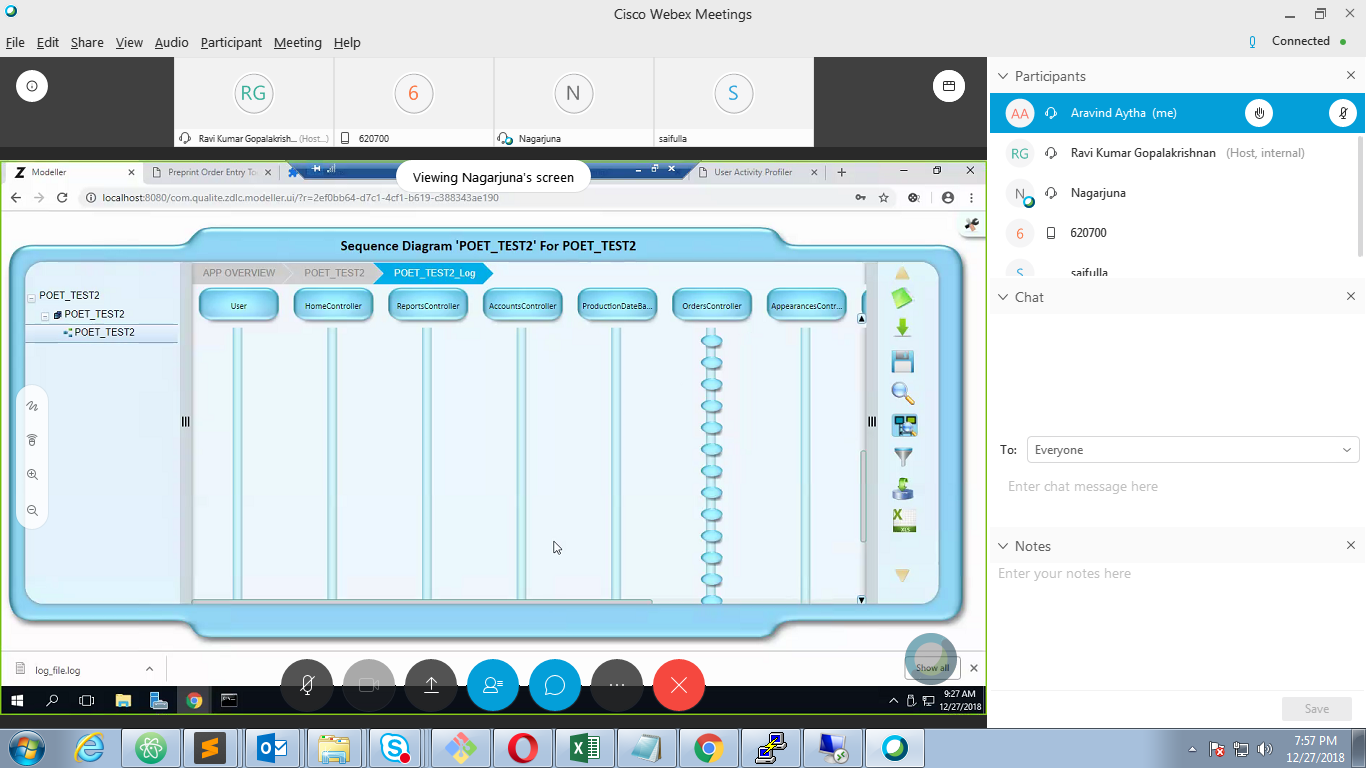 Cisco Webex Meetings
File Edit Share View Audio Participant Meeting Help
Connected
RG
6
N
S
Ravi Kumar Gopalakrish... (Host...)
620700
Nagarjuna
saifulla
Modeller
Preprint Order Entry To
User Activity Profiler
Viewing Nagarjuna's screen
localhost:8080/com.qualite.zdlc.modeller.ui/?r=2ef0bb64-d7c1-4cf1-b619-c388343ae190
Sequence Diagram 'POET_TEST2' For POET_TEST2
APP OVERVIEW POET_TEST2 POET_TEST2_Log
POET_TEST2
POET_TEST2
POET_TEST2
User HomeController ReportsController AccountsController ProductionDateBa... OrdersController AppearancesContr...
XLS
log_file.log
Show all
9:27 AM
12/27/2018
Participants
AA Aravind Aytha (me)
RG Ravi Kumar Gopalakrishnan (Host, internal)
N Nagarjuna
6 620700
S saifulla
Chat
To: Everyone
Enter chat message here
Notes
Enter your notes here
Save
7:57 PM
12/27/2018